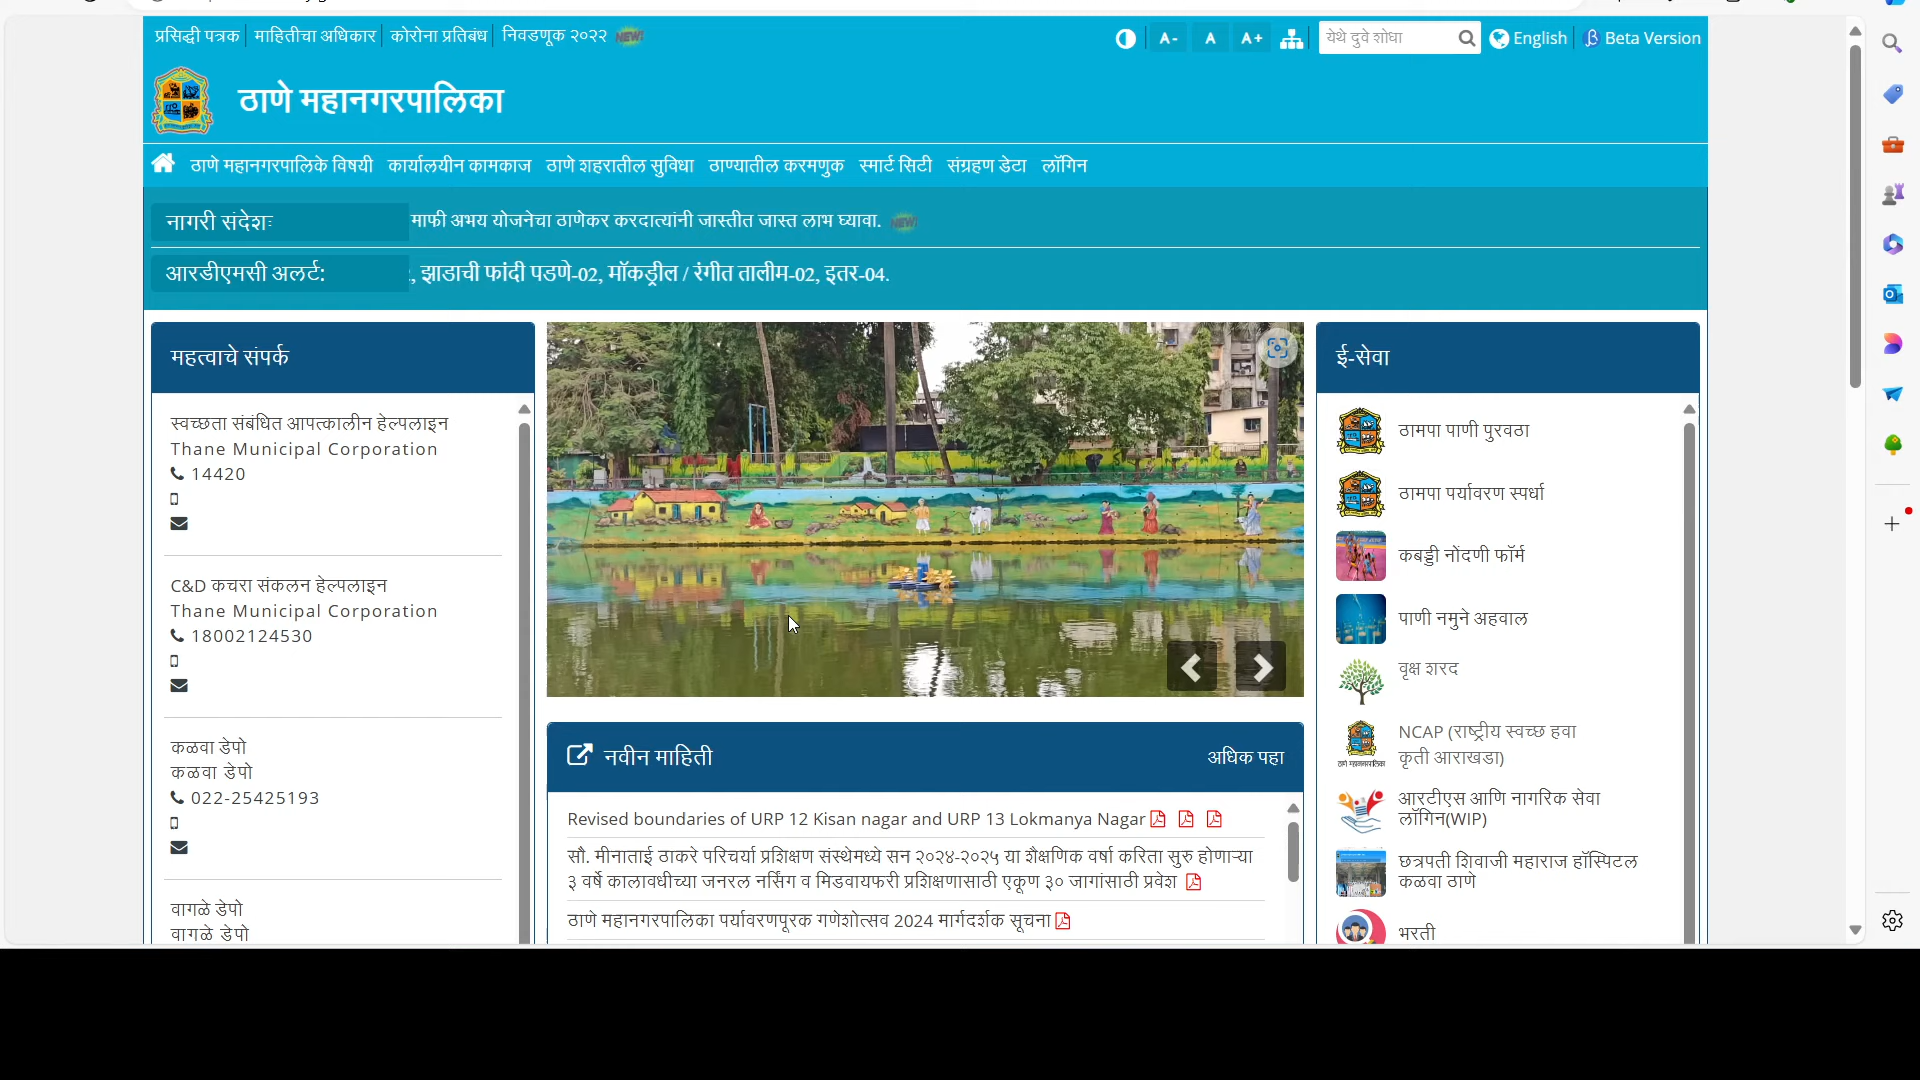 प्रसिद्धी पत्रक माहितीचा अधिकार कोरोना प्रतिबंध निवडणूक २०२२ NEW!
A- A A+ येथे दुवे शोधा English Beta Version
ठाणे महानगरपालिका
ठाणे महानगरपालिके विषयी कार्यालयीन कामकाज ठाणे शहरातील सुविधा ठाण्यातील करमणुक स्मार्ट सिटी संग्रहण डेटा लॉगिन
नागरी संदेशः माफी अभय योजनेचा ठाणेकर करदात्यांनी जास्तीत जास्त लाभ घ्यावा. NEW!
आरडीएमसी अलर्ट: , झाडाची फांदी पडणे-02, मॉकड्रील / रंगीत तालीम-02, इतर-04.
महत्वाचे संपर्क
स्वच्छता संबंधित आपत्कालीन हेल्पलाइन
Thane Municipal Corporation
14420
C&D कचरा संकलन हेल्पलाइन
Thane Municipal Corporation
18002124530
कळवा डेपो
कळवा डेपो
022-25425193
वागळे डेपो
वागळे डेपो
नवीन माहिती अधिक पहा
Revised boundaries of URP 12 Kisan nagar and URP 13 Lokmanya Nagar
सौ. मीनाताई ठाकरे परिचर्या प्रशिक्षण संस्थेमध्ये सन २०२४-२०२५ या शैक्षणिक वर्षा करिता सुरु होणाऱ्या
३ वर्षे कालावधीच्या जनरल नर्सिंग व मिडवायफरी प्रशिक्षणासाठी एकूण ३० जागांसाठी प्रवेश
ठाणे महानगरपालिका पर्यावरणपूरक गणेशोत्सव 2024 मार्गदर्शक सूचना
ई-सेवा
ठामपा पाणी पुरवठा
ठामपा पर्यावरण स्पर्धा
कबड्डी नोंदणी फॉर्म
पाणी नमुने अहवाल
वृक्ष शरद
NCAP (राष्ट्रीय स्वच्छ हवा
कृती आराखडा)
आरटीएस आणि नागरिक सेवा
लॉगिन(WIP)
छत्रपती शिवाजी महाराज हॉस्पिटल
कळवा ठाणे
भरती